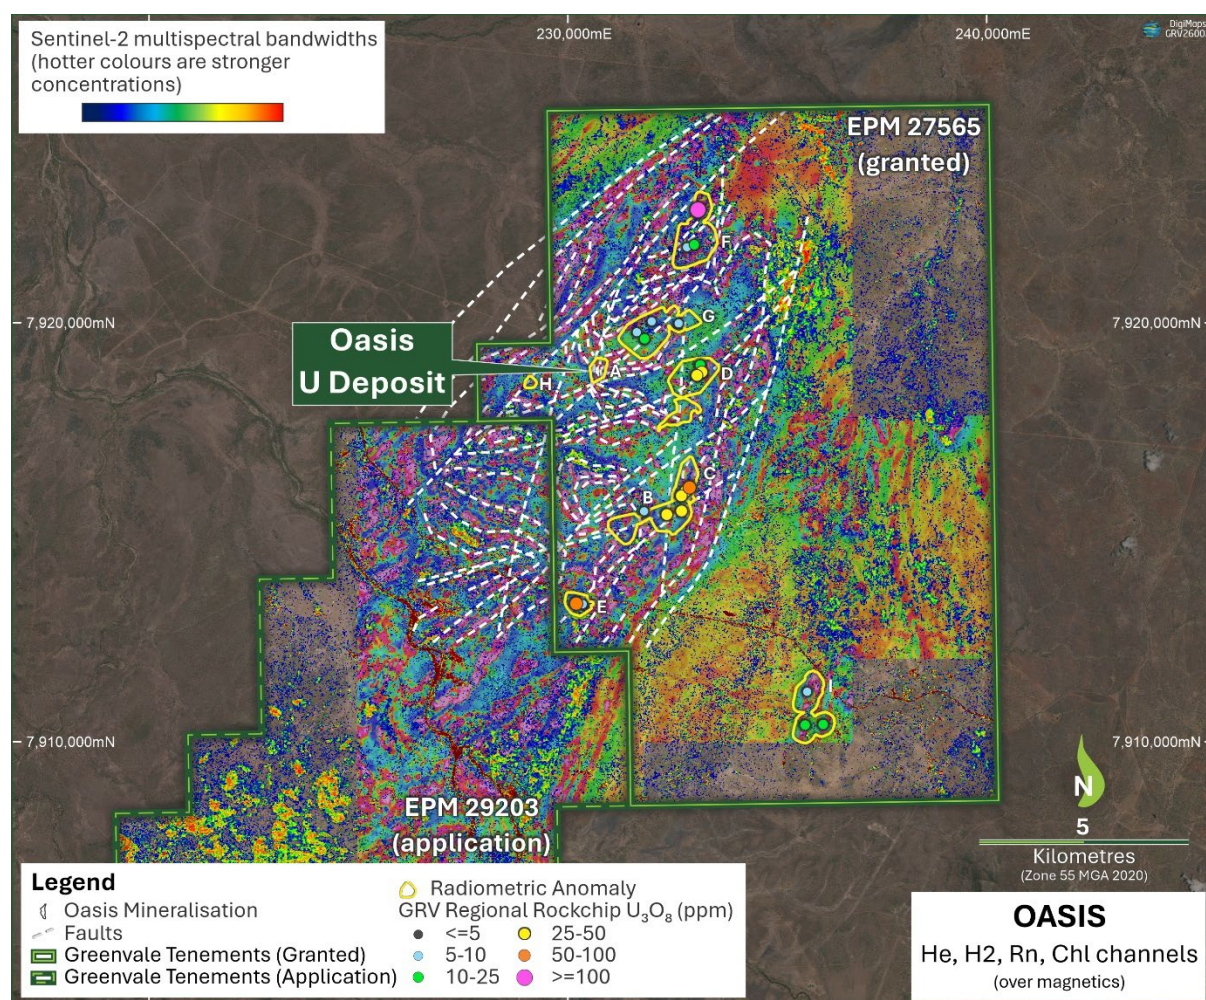 Sentinel-2 multispectral bandwidths
(hotter colours are stronger
concentrations)
230,000mE
240,000mE
DigiMaps
GRV2600
EPM 27565
(granted)
F
G
7,920,000mN
7,920,000mN
Oasis
U Deposit
A
H
D
C
B
E
I
7,910,000mN
7,910,000mN
N
5
Kilometres
(Zone 55 MGA 2020)
EPM 29203
(application)
Legend
Oasis Mineralisation
Faults
Greenvale Tenements (Granted)
Greenvale Tenements (Application)
Radiometric Anomaly
GRV Regional Rockchip U₃O₈ (ppm)
<=5
5-10
10-25
25-50
50-100
>=100
OASIS
He, H2, Rn, Chl channels
(over magnetics)